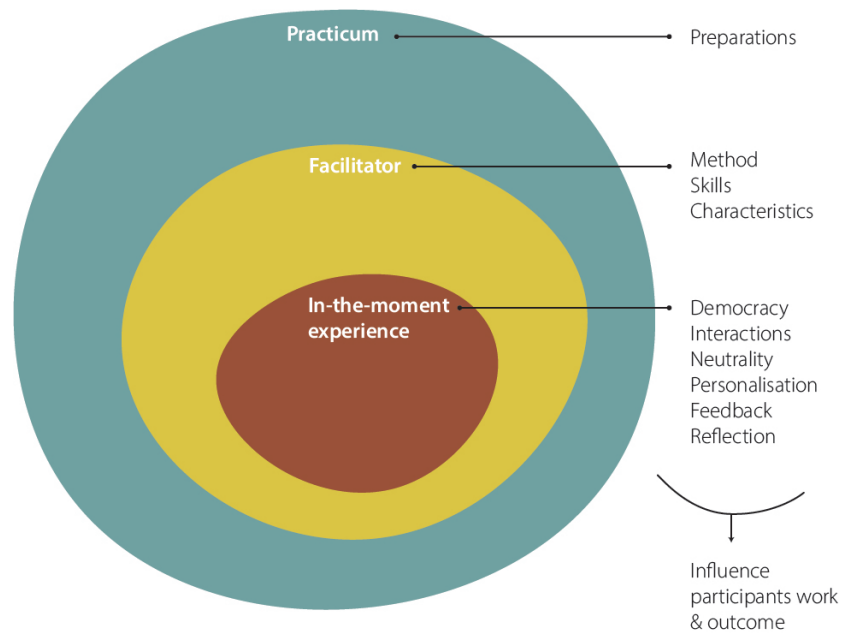 Practicum
Preparations
Facilitator
Method
Skills
Characteristics
In-the-moment
experience
Democracy
Interactions
Neutrality
Personalisation
Feedback
Reflection
Influence
participants work
& outcome